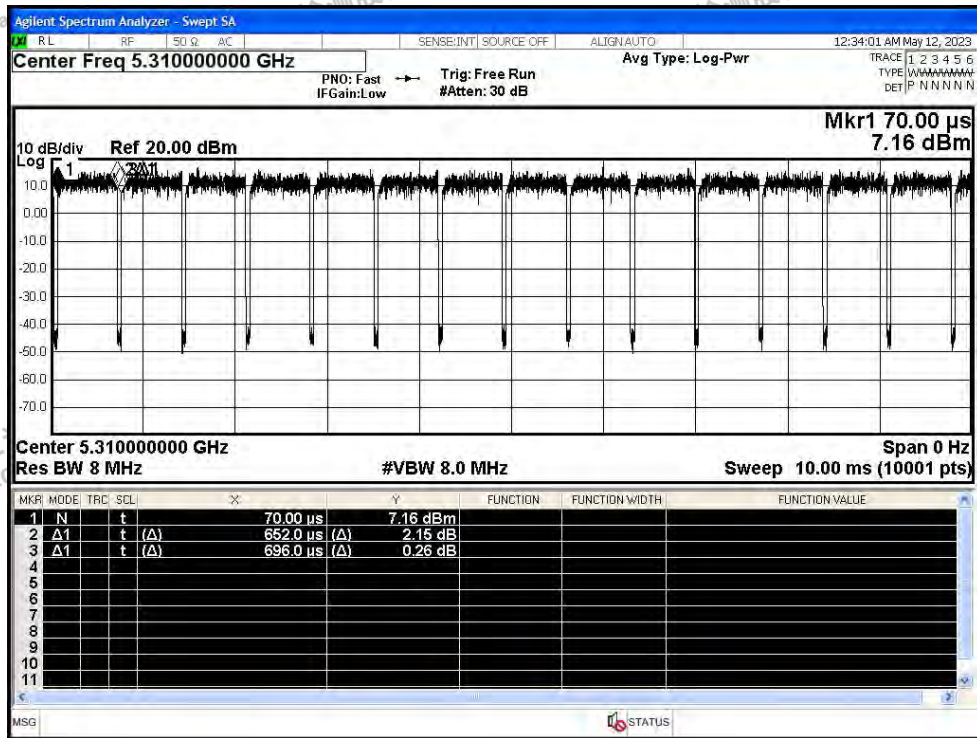 Agilent Spectrum Analyzer - Swept SA
LXI RL RF 50 Ω AC SENSE:INT SOURCE OFF ALIGN AUTO 12:34:01 AM May 12, 2023
Center Freq 5.310000000 GHz Avg Type: Log-Pwr TRACE 1 2 3 4 5 6
PNO: Fast Trig: Free Run TYPE WWWWWW
IFGain:Low #Atten: 30 dB DET P N N N N N
Mkr1 70.00 µs
10 dB/div Ref 20.00 dBm 7.16 dBm
Log
1
10.0
0.00
-10.0
-20.0
-30.0
-40.0
-50.0
-60.0
-70.0
Center 5.310000000 GHz Span 0 Hz
Res BW 8 MHz #VBW 8.0 MHz Sweep 10.00 ms (10001 pts)
MKR MODE TRC SCL X Y FUNCTION FUNCTION WIDTH FUNCTION VALUE
1 N t 70.00 µs 7.16 dBm
2 Δ1 t (Δ) 652.0 µs (Δ) 2.15 dB
3 Δ1 t (Δ) 696.0 µs (Δ) 0.26 dB
4
5
6
7
8
9
10
11
MSG STATUS